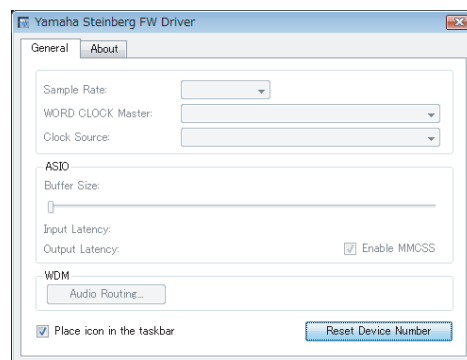 Yamaha Steinberg FW Driver
General About
Sample Rate:
WORD CLOCK Master:
Clock Source:
ASIO
Buffer Size:
Input Latency:
Output Latency: Enable MMCSS
WDM
Audio Routing...
Place icon in the taskbar Reset Device Number